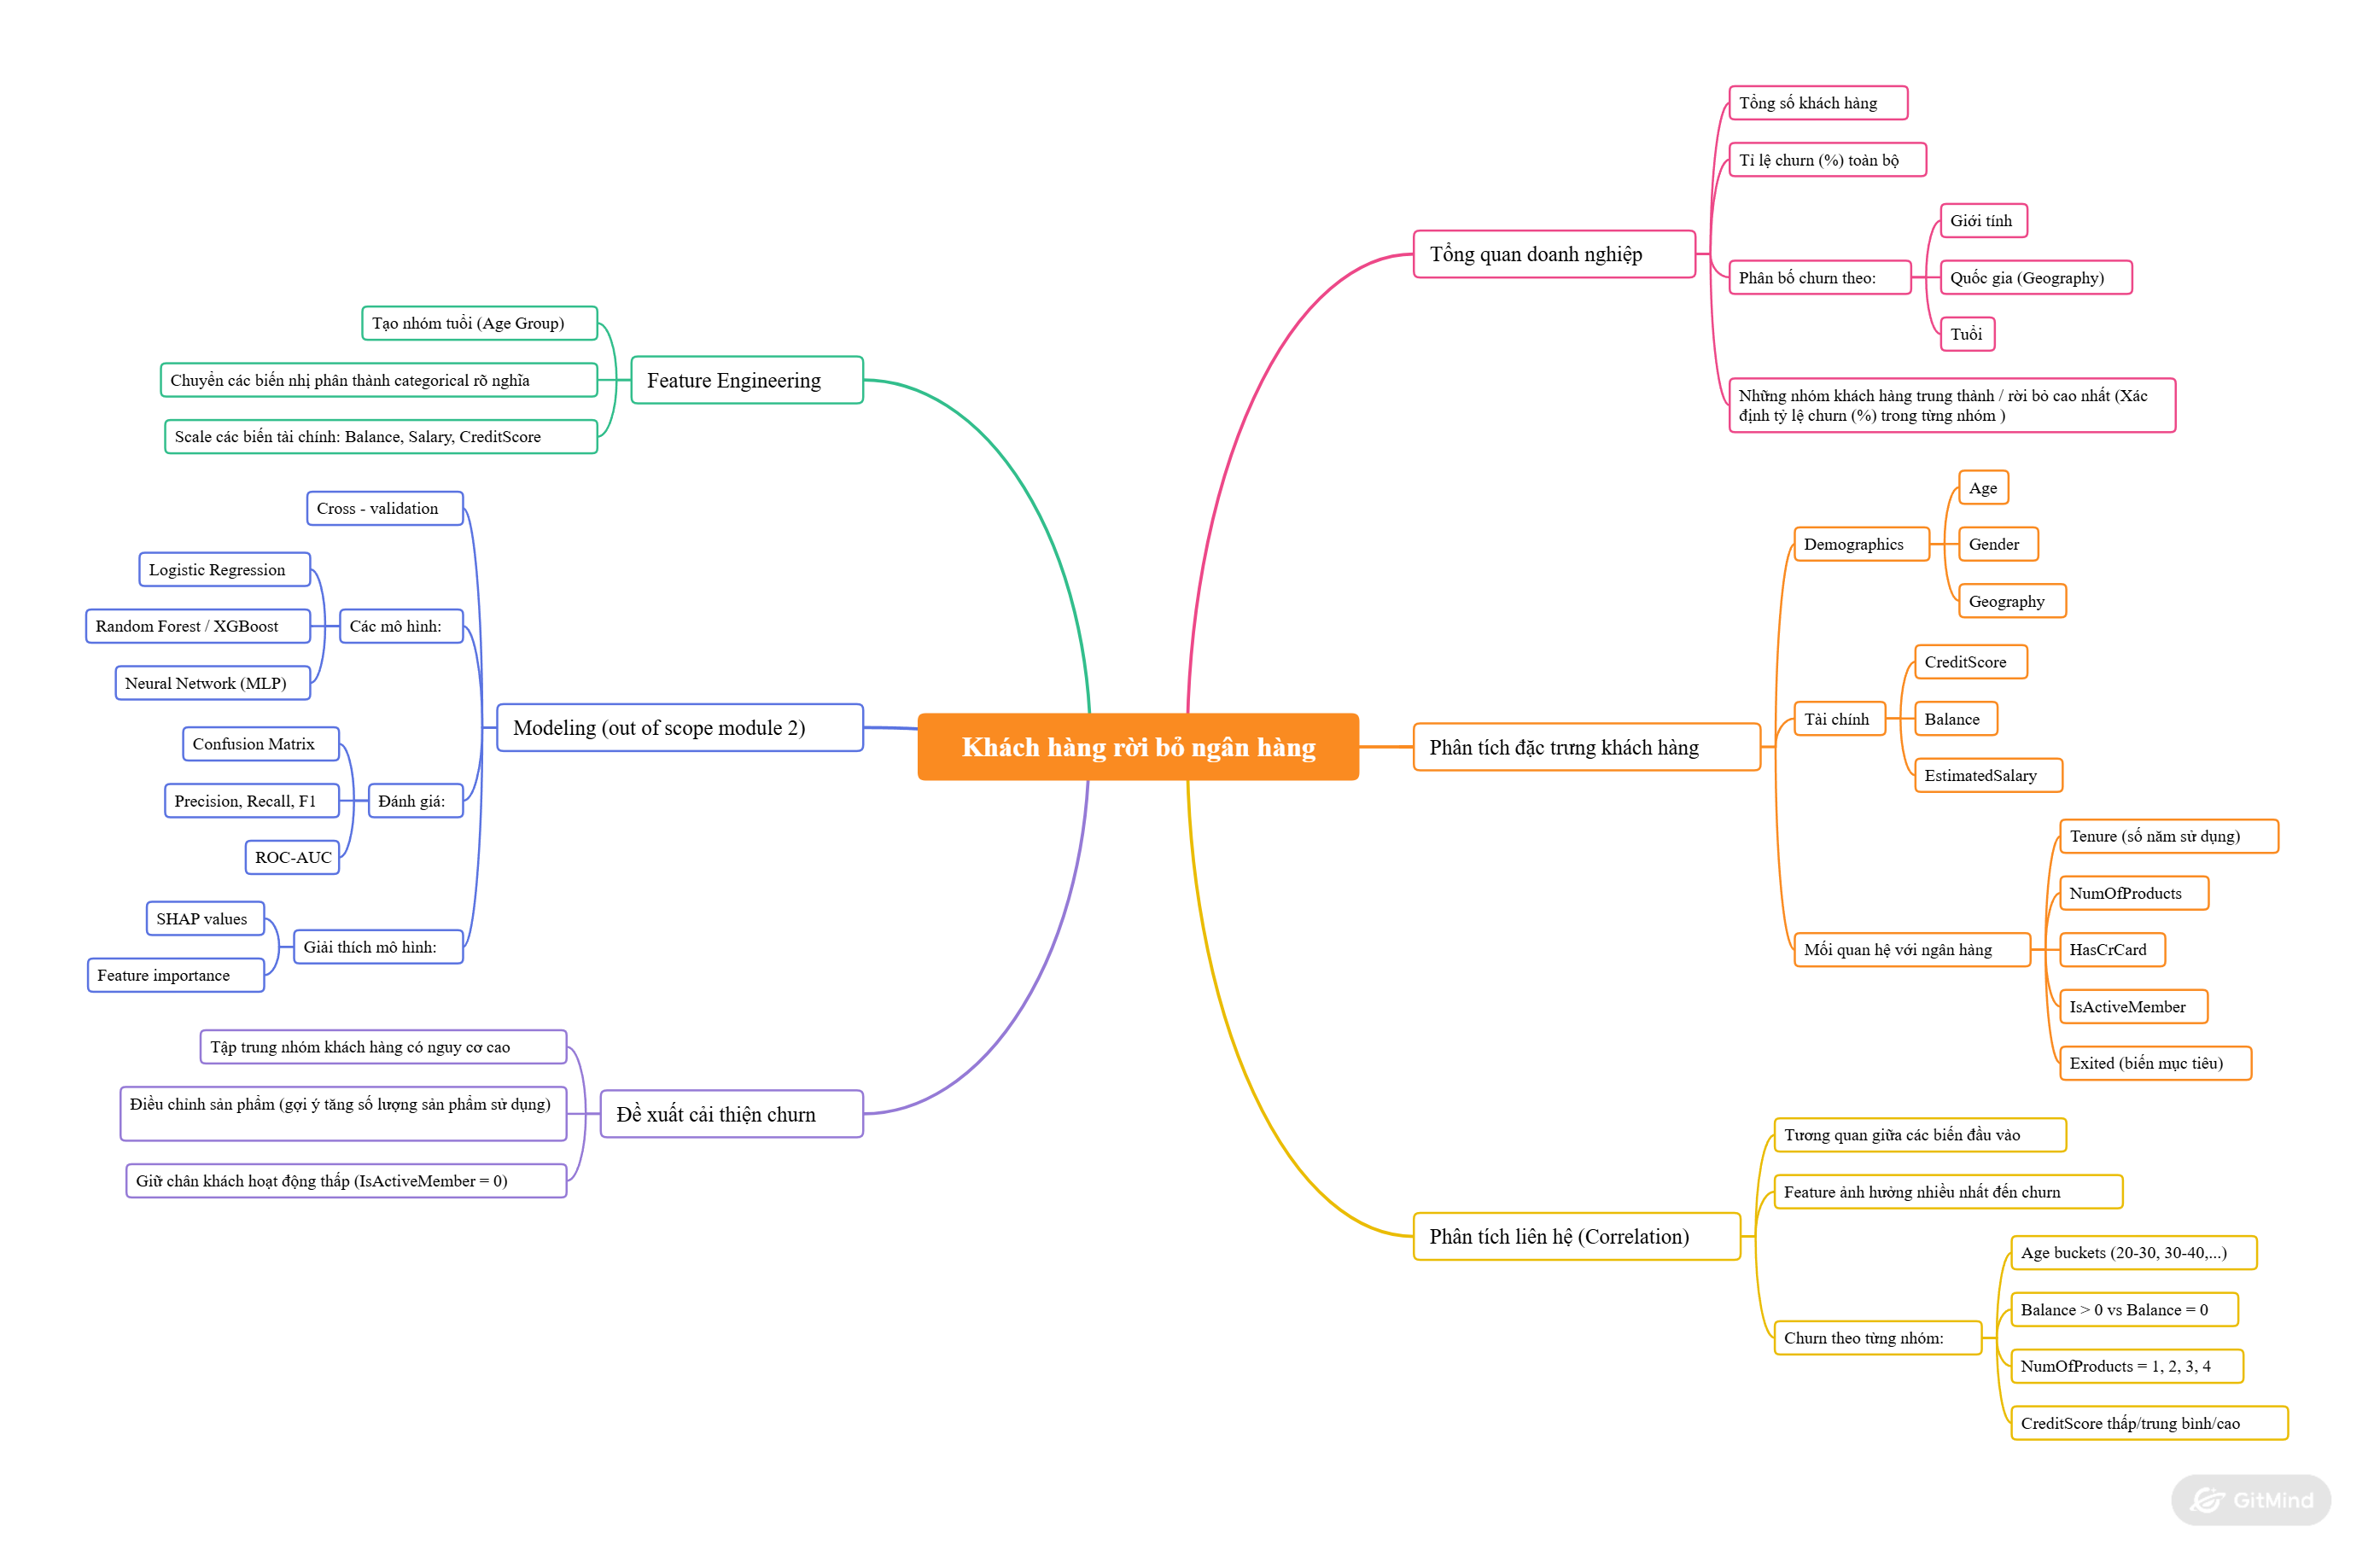 Khách hàng rời bỏ ngân hàng
Tổng quan doanh nghiệp
Tổng số khách hàng
Tỉ lệ churn (%) toàn bộ
Phân bố churn theo:
Giới tính
Quốc gia (Geography)
Tuổi
Những nhóm khách hàng trung thành / rời bỏ cao nhất (Xác
định tỷ lệ churn (%) trong từng nhóm )
Phân tích đặc trưng khách hàng
Demographics
Age
Gender
Geography
Tài chính
CreditScore
Balance
EstimatedSalary
Mối quan hệ với ngân hàng
Tenure (số năm sử dụng)
NumOfProducts
HasCrCard
IsActiveMember
Exited (biến mục tiêu)
Phân tích liên hệ (Correlation)
Tương quan giữa các biến đầu vào
Feature ảnh hưởng nhiều nhất đến churn
Churn theo từng nhóm:
Age buckets (20-30, 30-40,...)
Balance > 0 vs Balance = 0
NumOfProducts = 1, 2, 3, 4
CreditScore thấp/trung bình/cao
Feature Engineering
Tạo nhóm tuổi (Age Group)
Chuyển các biến nhị phân thành categorical rõ nghĩa
Scale các biến tài chính: Balance, Salary, CreditScore
Modeling (out of scope module 2)
Cross - validation
Các mô hình:
Logistic Regression
Random Forest / XGBoost
Neural Network (MLP)
Đánh giá:
Confusion Matrix
Precision, Recall, F1
ROC-AUC
Giải thích mô hình:
SHAP values
Feature importance
Đề xuất cải thiện churn
Tập trung nhóm khách hàng có nguy cơ cao
Điều chỉnh sản phẩm (gợi ý tăng số lượng sản phẩm sử dụng)
Giữ chân khách hoạt động thấp (IsActiveMember = 0)
GitMind